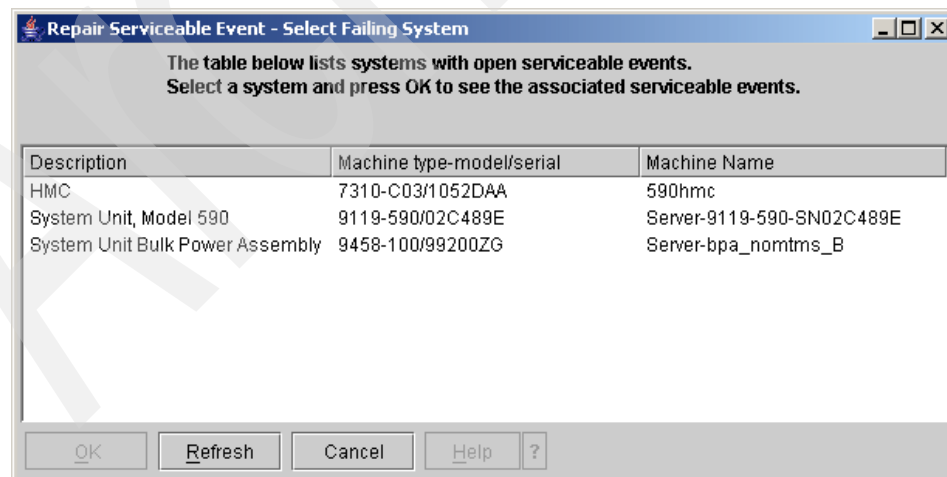 Repair Serviceable Event - Select Failing System
The table below lists systems with open serviceable events.
Select a system and press OK to see the associated serviceable events.
Description Machine type-model/serial Machine Name
HMC 7310-C03/1052DAA 590hmc
System Unit, Model 590 9119-590/02C489E Server-9119-590-SN02C489E
System Unit Bulk Power Assembly 9458-100/99200ZG Server-bpa_nomtms_B
OK Refresh Cancel Help ?